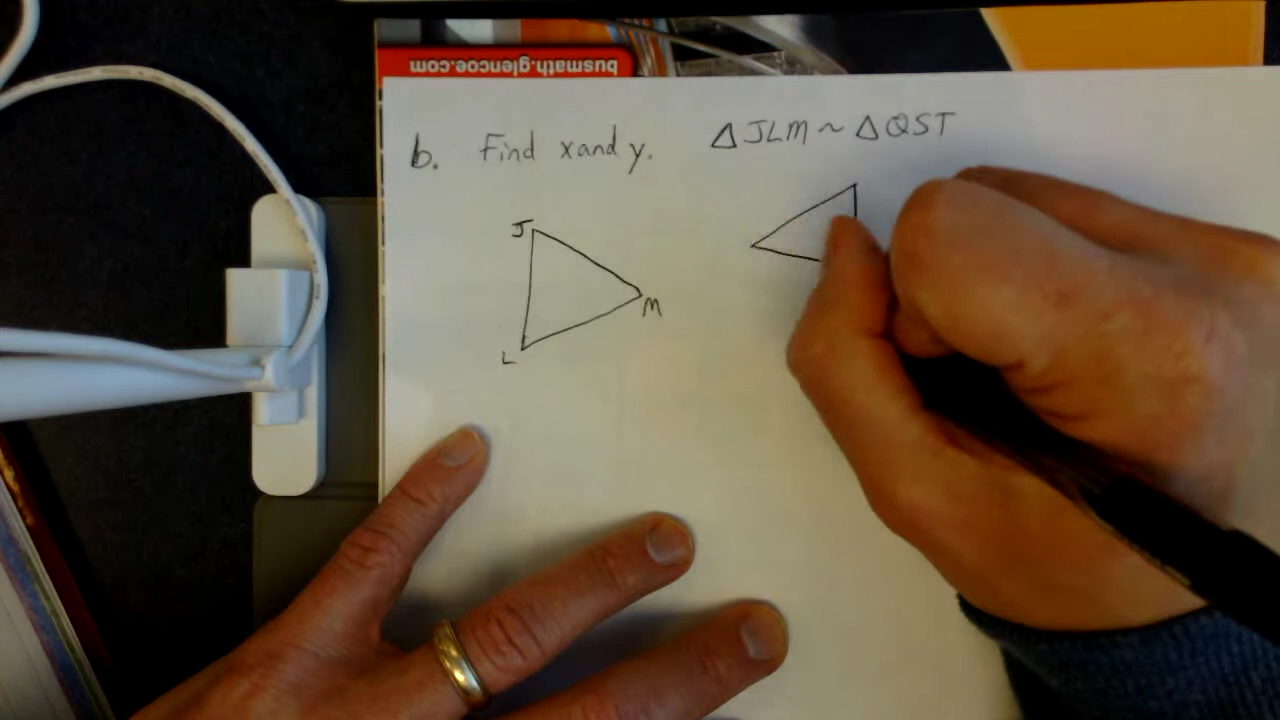 busmath.glencoe.com
b. Find x and y. △JLM ~ △QST
J
M
L